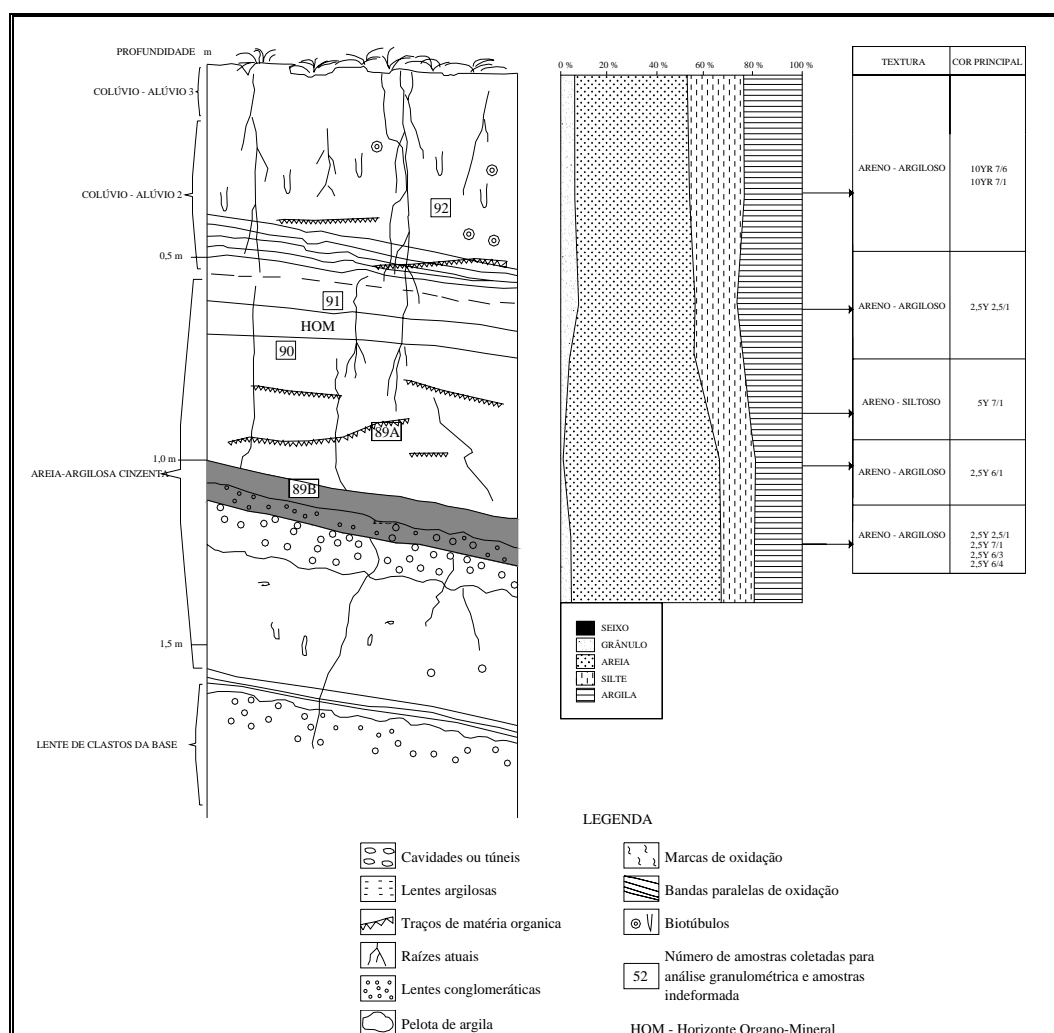 PROFUNDIDADE m
COLÚVIO - ALÚVIO 3
COLÚVIO - ALÚVIO 2
0,5 m
1,0 m
AREIA-ARGILOSA CINZENTA
1,5 m
LENTE DE CLASTOS DA BASE
92
91
HOM
90
89A
89B
0 % 20 % 40 % 60 % 80 % 100 %
SEIXO
GRÂNULO
AREIA
SILTE
ARGILA
TEXTURA COR PRINCIPAL
ARENO - ARGILOSO 10YR 7/6
10YR 7/1
ARENO - ARGILOSO 2,5Y 2,5/1
ARENO - SILTOSO 5Y 7/1
ARENO - ARGILOSO 2,5Y 6/1
ARENO - ARGILOSO 2,5Y 2,5/1
2,5Y 7/1
2,5Y 6/3
2,5Y 6/4
LEGENDA
Cavidades ou túneis
Lentes argilosas
Traços de matéria organica
Raízes atuais
Lentes conglomeráticas
Pelota de argila
Marcas de oxidação
Bandas paralelas de oxidação
Biotúbulos
52
Número de amostras coletadas para
análise granulométrica e amostras
indeformada
HOM - Horizonte Organo-Mineral